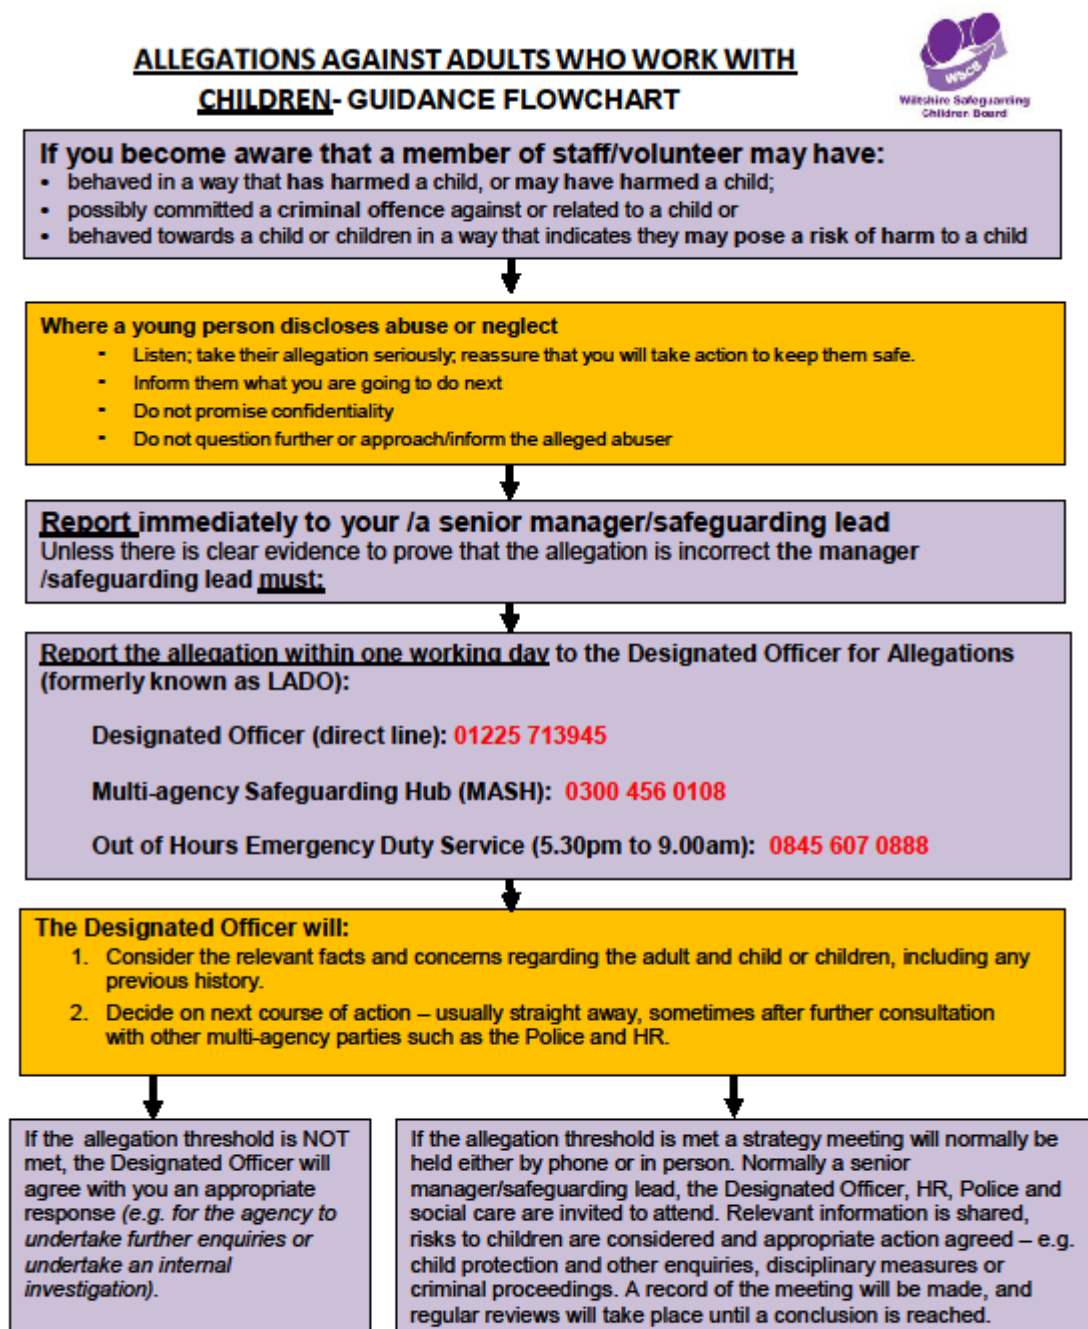 ALLEGATIONS AGAINST ADULTS WHO WORK WITH
CHILDREN- GUIDANCE FLOWCHART
WSCB
Wiltshire Safeguarding
Children Board
If you become aware that a member of staff/volunteer may have:
• behaved in a way that has harmed a child, or may have harmed a child;
• possibly committed a criminal offence against or related to a child or
• behaved towards a child or children in a way that indicates they may pose a risk of harm to a child
Where a young person discloses abuse or neglect
- Listen; take their allegation seriously; reassure that you will take action to keep them safe.
- Inform them what you are going to do next
- Do not promise confidentiality
- Do not question further or approach/inform the alleged abuser
Report immediately to your /a senior manager/safeguarding lead
Unless there is clear evidence to prove that the allegation is incorrect the manager
/safeguarding lead must:
Report the allegation within one working day to the Designated Officer for Allegations
(formerly known as LADO):
Designated Officer (direct line): 01225 713945
Multi-agency Safeguarding Hub (MASH): 0300 456 0108
Out of Hours Emergency Duty Service (5.30pm to 9.00am): 0845 607 0888
The Designated Officer will:
1. Consider the relevant facts and concerns regarding the adult and child or children, including any
previous history.
2. Decide on next course of action – usually straight away, sometimes after further consultation
with other multi-agency parties such as the Police and HR.
If the allegation threshold is NOT
met, the Designated Officer will
agree with you an appropriate
response (e.g. for the agency to
undertake further enquiries or
undertake an internal
investigation).
If the allegation threshold is met a strategy meeting will normally be
held either by phone or in person. Normally a senior
manager/safeguarding lead, the Designated Officer, HR, Police and
social care are invited to attend. Relevant information is shared,
risks to children are considered and appropriate action agreed – e.g.
child protection and other enquiries, disciplinary measures or
criminal proceedings. A record of the meeting will be made, and
regular reviews will take place until a conclusion is reached.